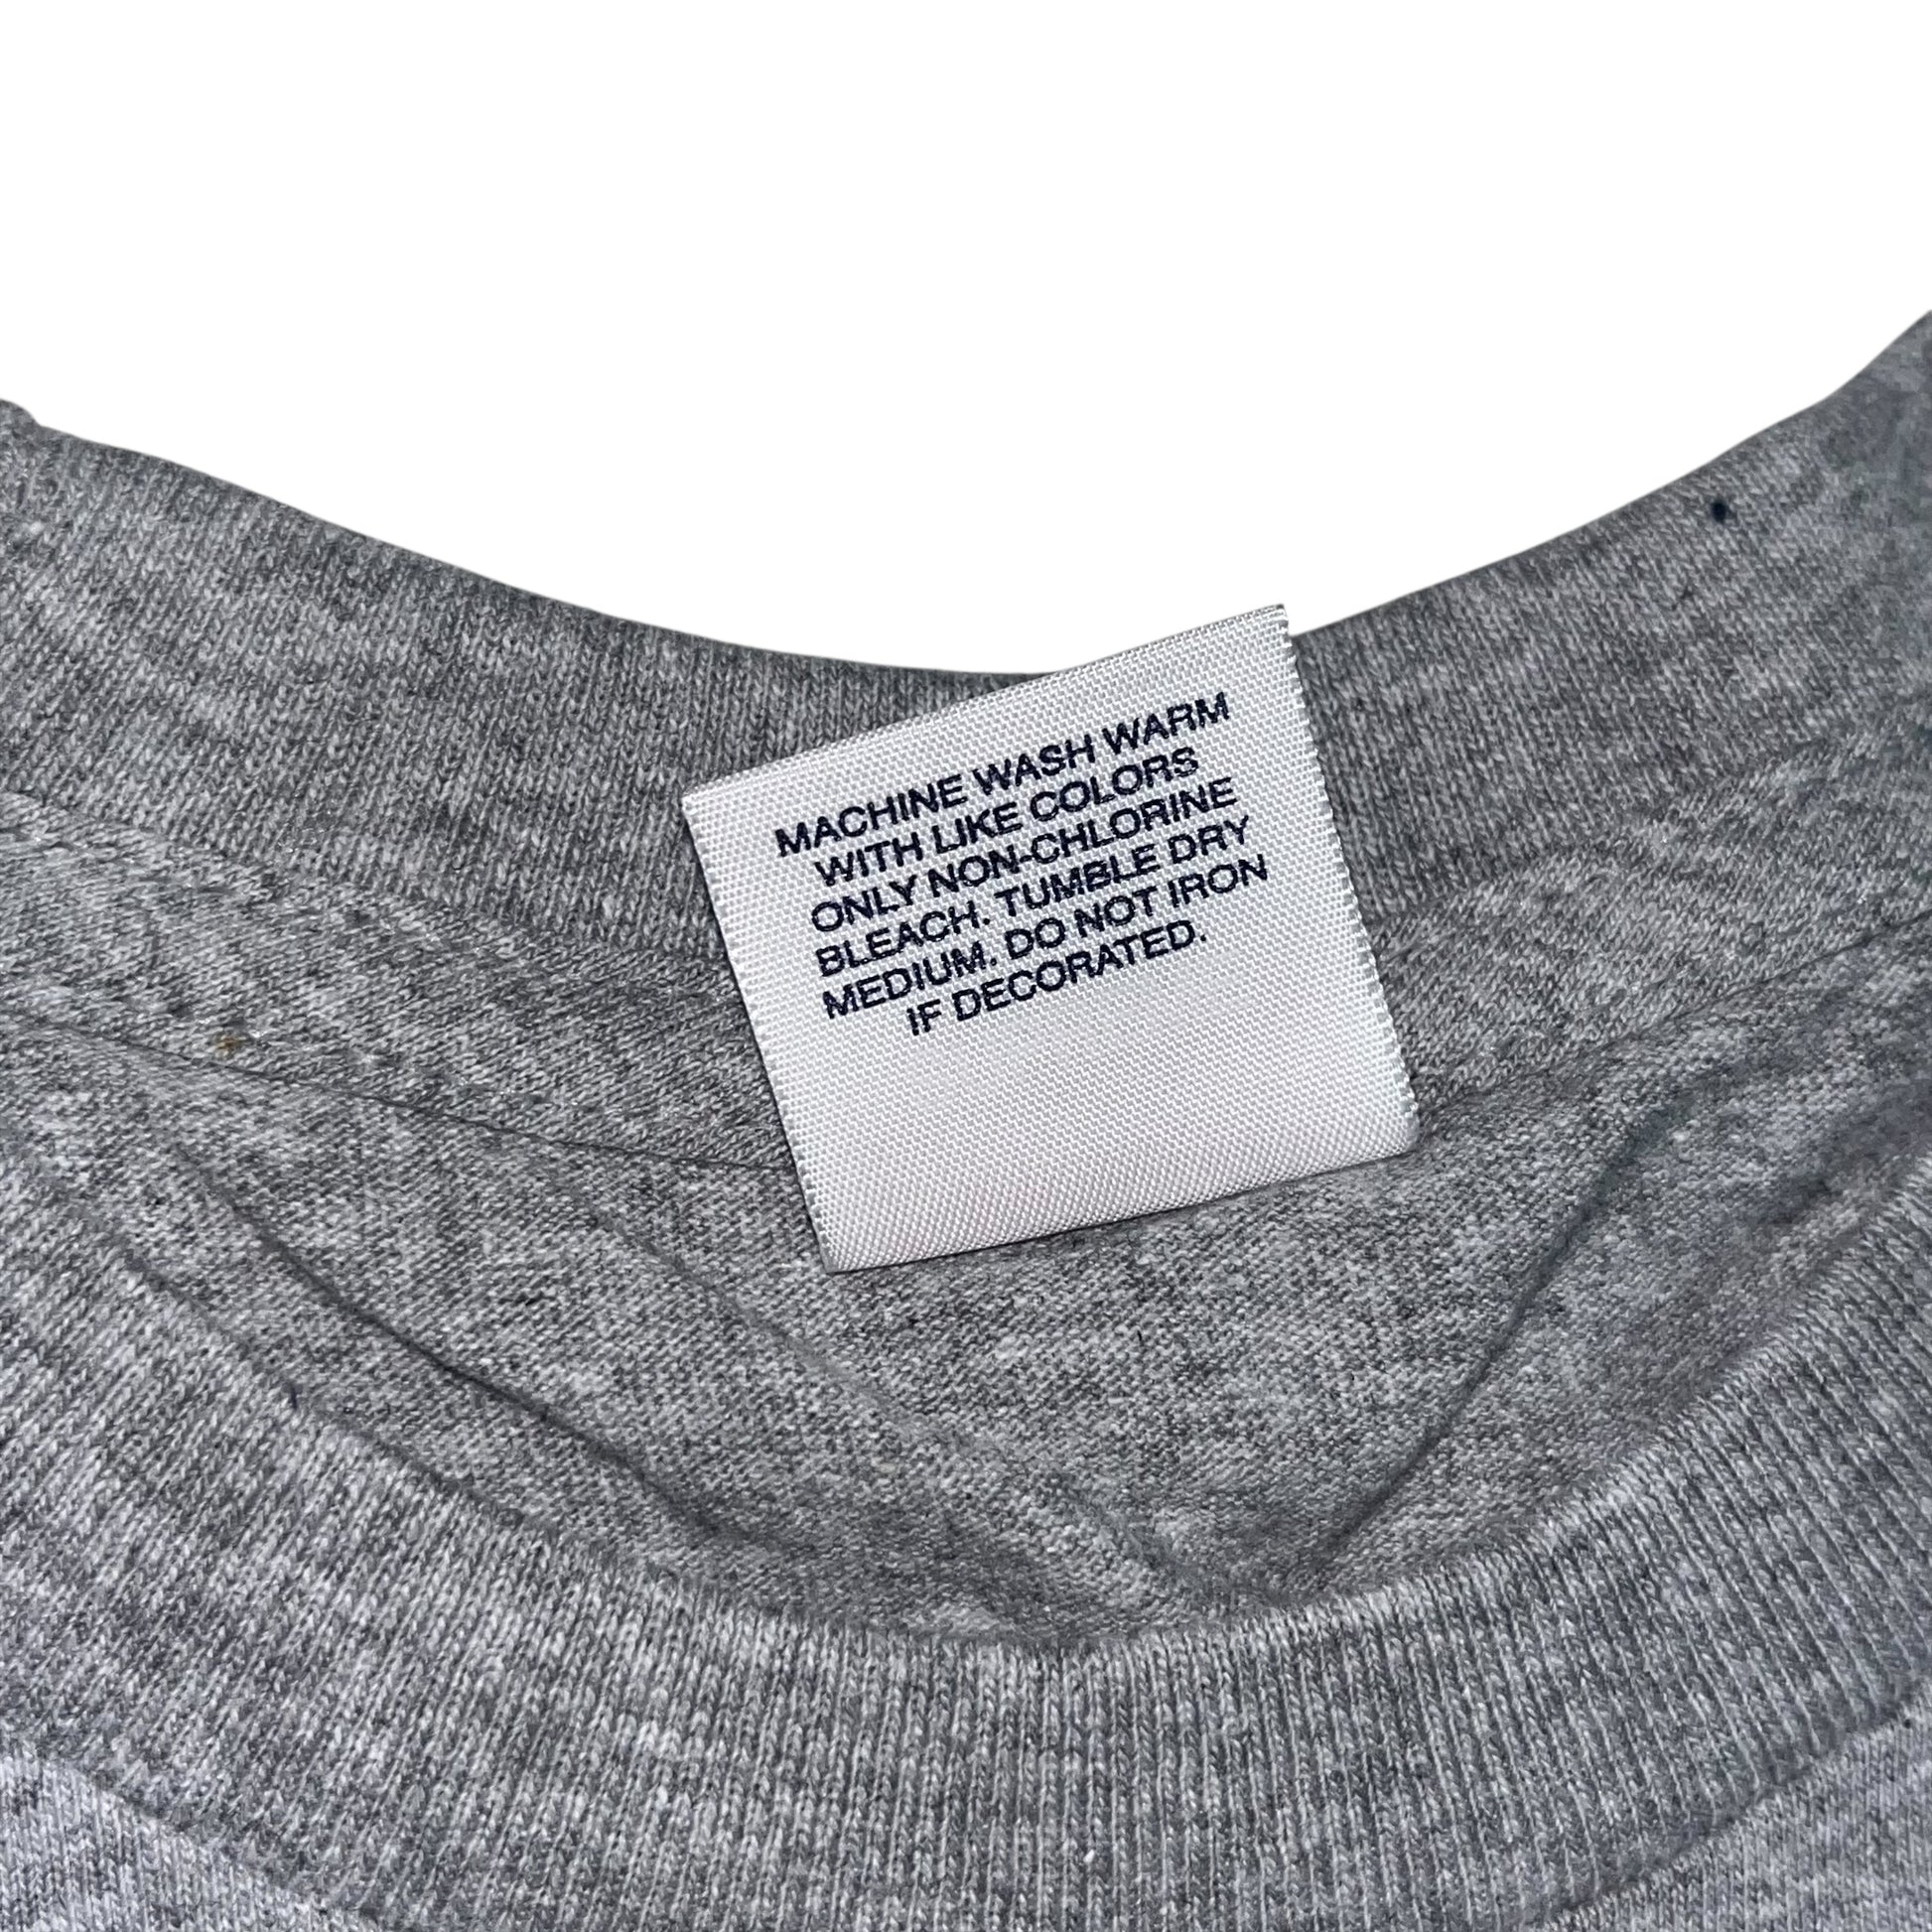 MACHINE WASH WARM
WITH LIKE COLORS
ONLY NON-CHLORINE
BLEACH. TUMBLE DRY
MEDIUM. DO NOT IRON
IF DECORATED.